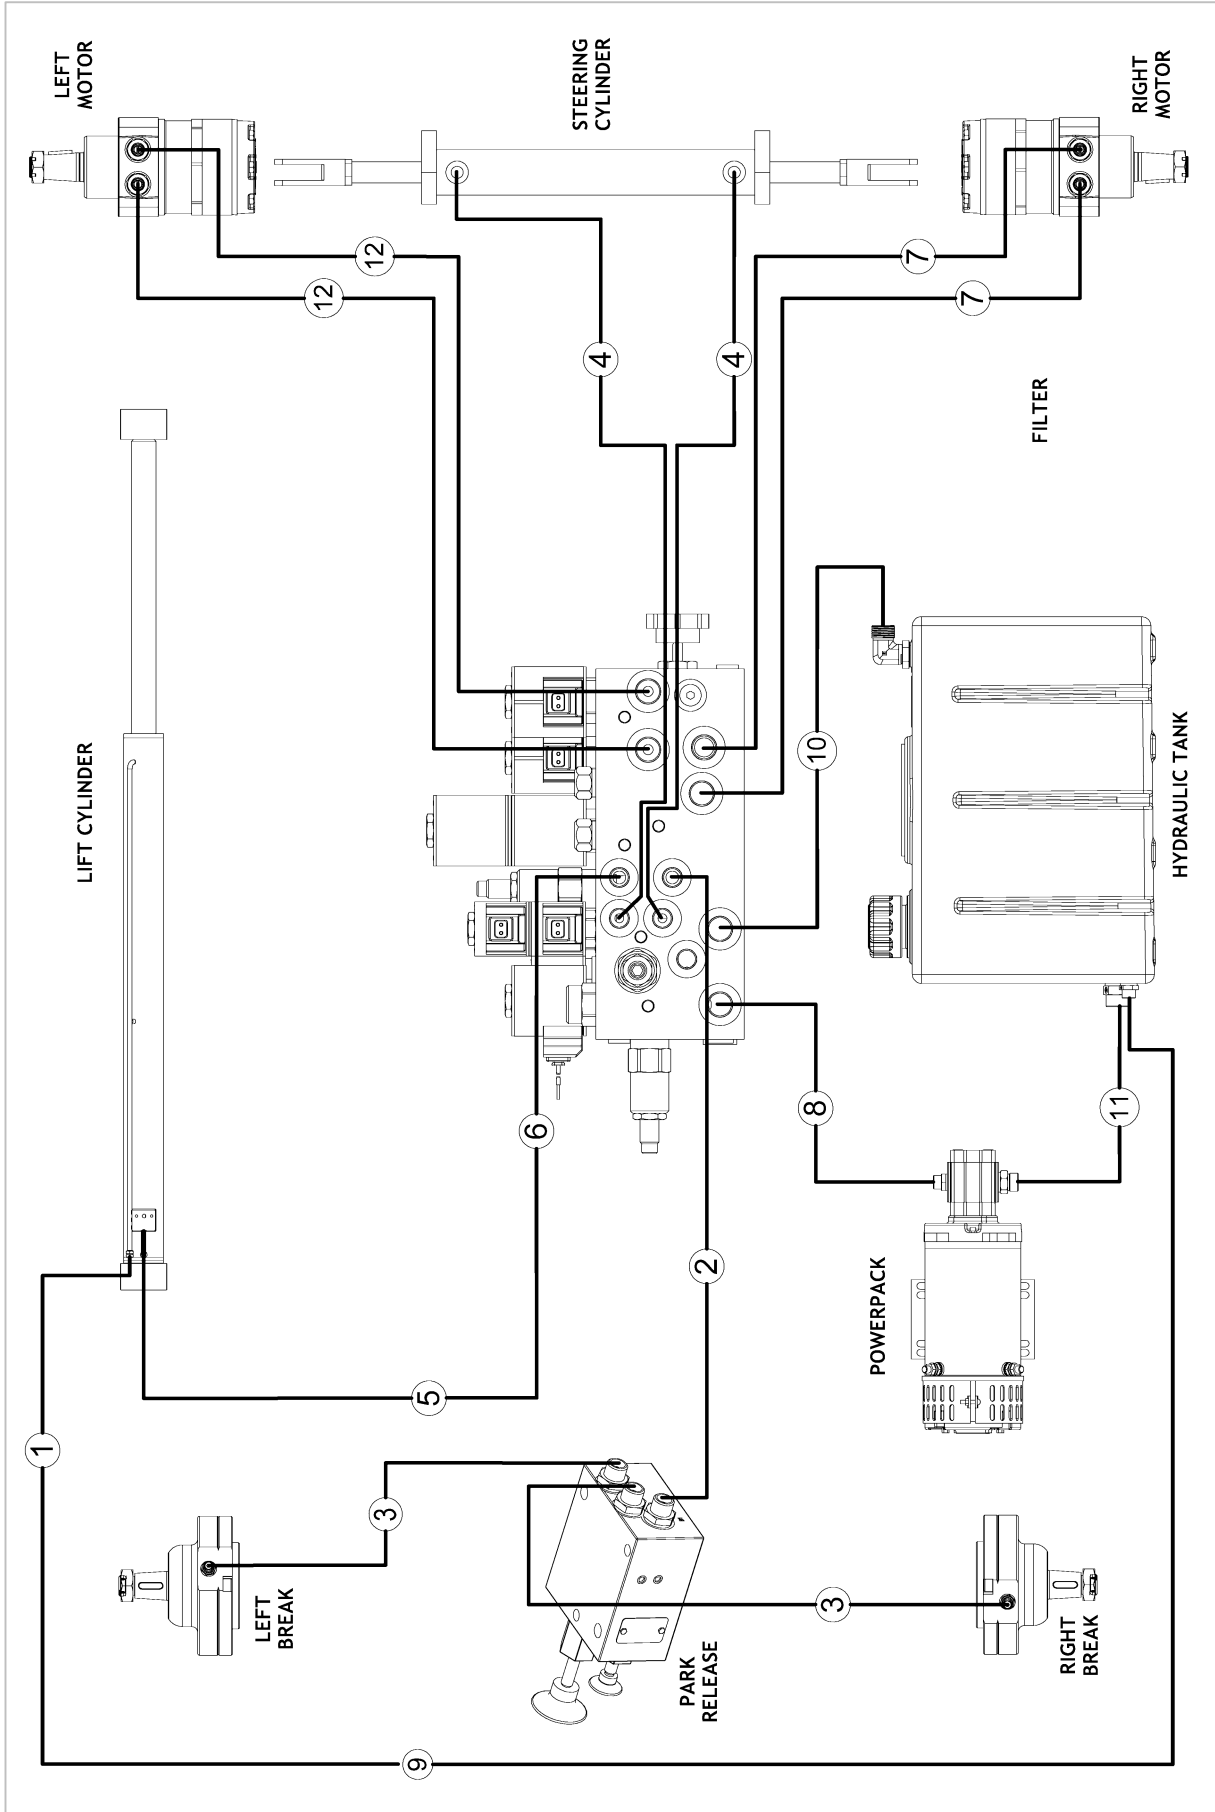 LEFT
MOTOR
STEERING
CYLINDER
RIGHT
MOTOR
12
12
7
7
4
4
FILTER
LIFT CYLINDER
10
HYDRAULIC TANK
6
8
11
2
POWERPACK
5
1
3
LEFT
BREAK
3
PARK
RELEASE
RIGHT
BREAK
9